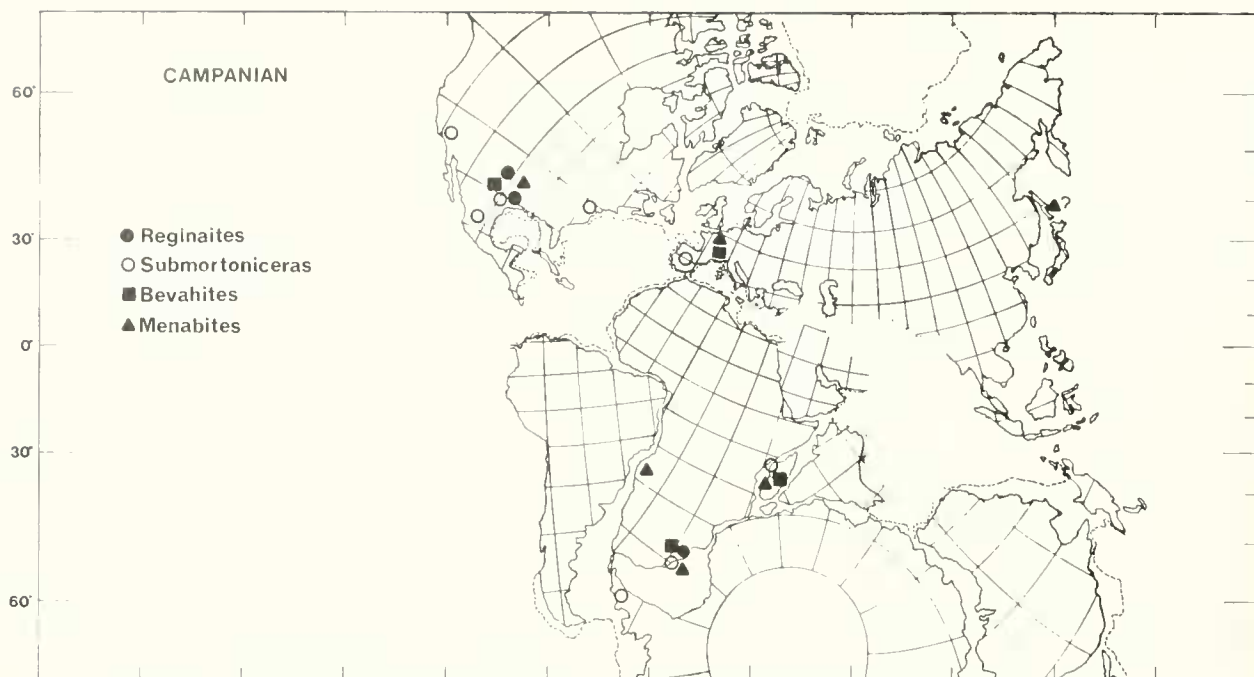 CAMPANIAN
60°
30°
0°
30°
60°
Reginaites
Submortoniceras
Bevahites
Menabites
?